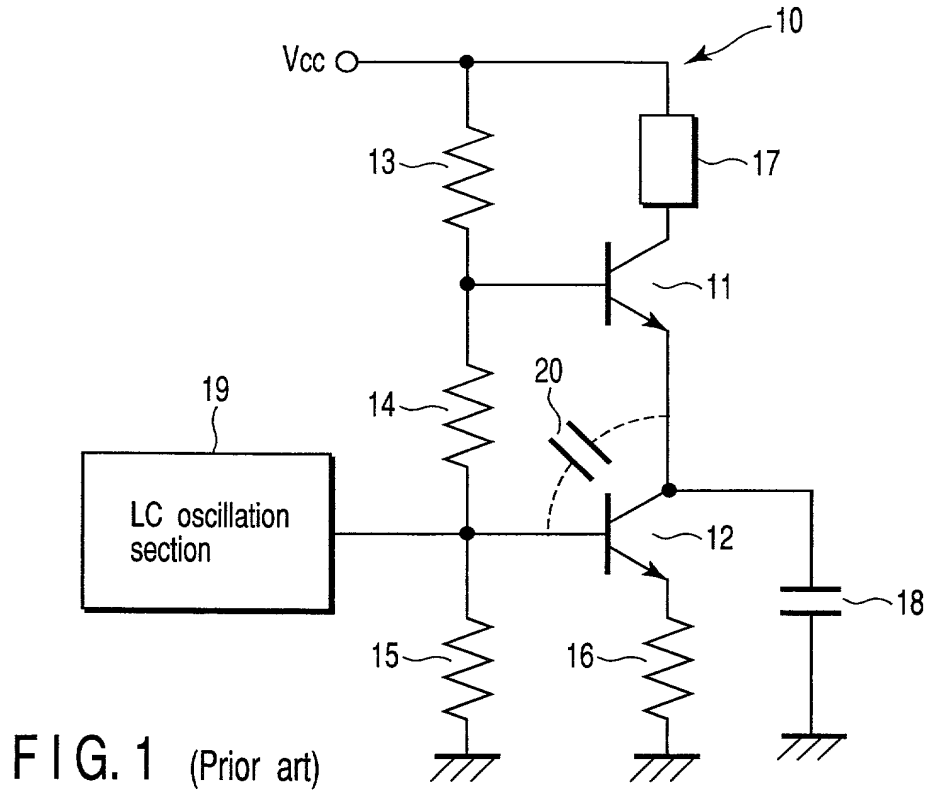 10
Vcc
13
17
11
20
14
19
LC oscillation
section
12
18
15
16
FIG. 1 (Prior art)